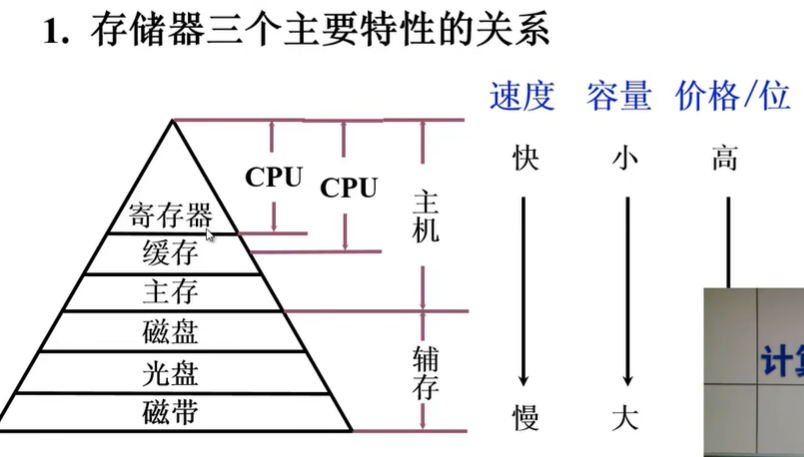 1. 存储器三个主要特性的关系
速度 容量 价格/位
快 小 高
CPU CPU
主机
寄存器
缓存
主存
磁盘
光盘
磁带
辅存
慢 大